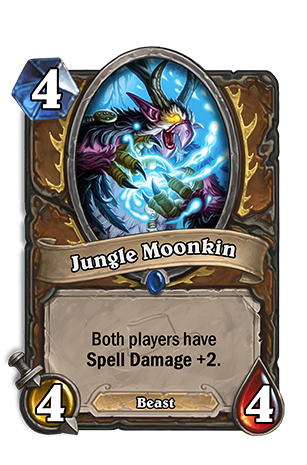 4
Jungle Moonkin
Both players have
Spell Damage +2.
4
Beast
4